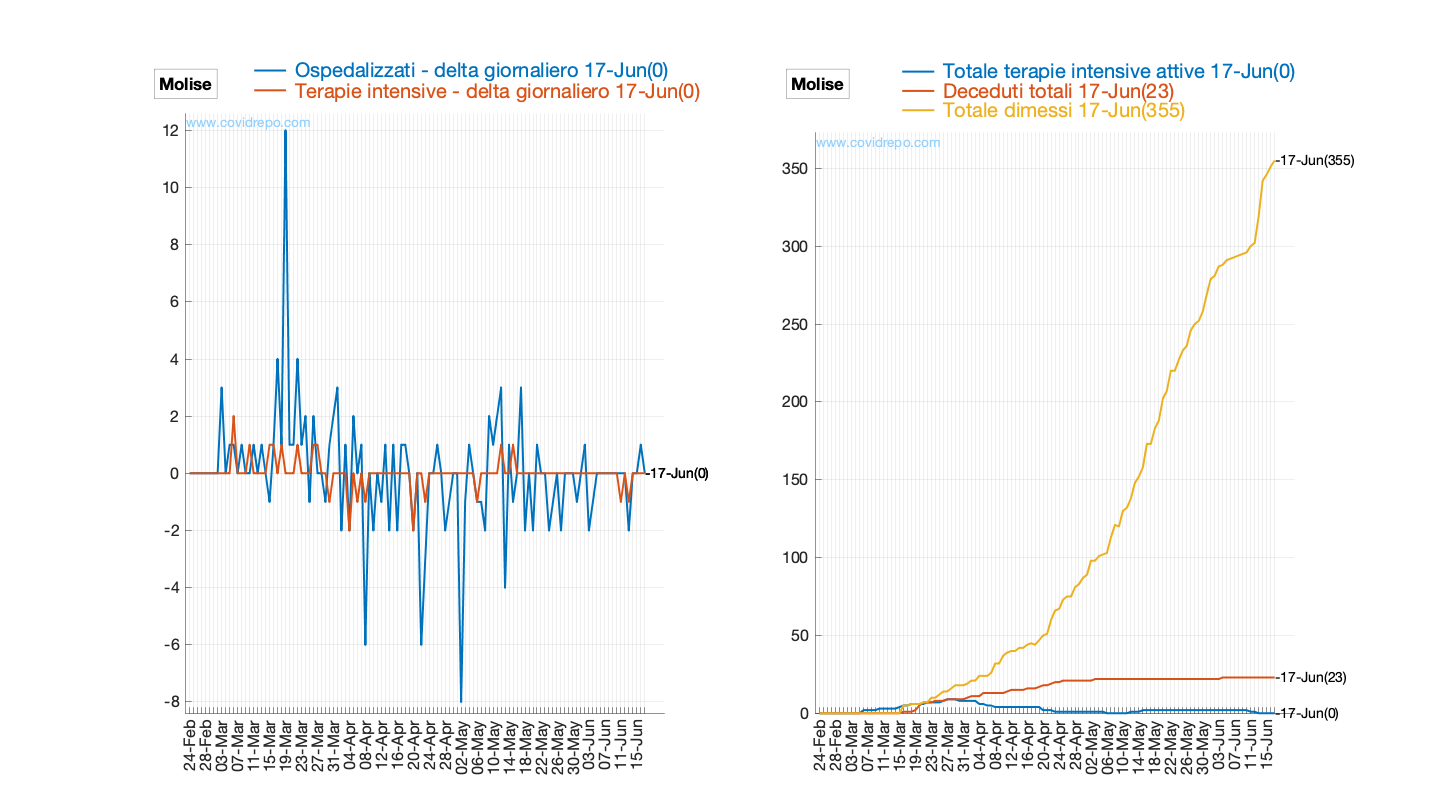 Molise
Ospedalizzati - delta giornaliero 17-Jun(0)
Terapie intensive - delta giornaliero 17-Jun(0)
www.covidrepo.com
12
10
8
6
4
2
0
-2
-4
-6
-8
-17-Jun(0)
24-Feb
28-Feb
03-Mar
07-Mar
11-Mar
15-Mar
19-Mar
23-Mar
27-Mar
31-Mar
04-Apr
08-Apr
12-Apr
16-Apr
20-Apr
24-Apr
28-Apr
02-May
06-May
10-May
14-May
18-May
22-May
26-May
30-May
03-Jun
07-Jun
11-Jun
15-Jun
Molise
Totale terapie intensive attive 17-Jun(0)
Deceduti totali 17-Jun(23)
Totale dimessi 17-Jun(355)
www.covidrepo.com
350
300
250
200
150
100
50
0
-17-Jun(355)
-17-Jun(23)
-17-Jun(0)
24-Feb
28-Feb
03-Mar
07-Mar
11-Mar
15-Mar
19-Mar
23-Mar
27-Mar
31-Mar
04-Apr
08-Apr
12-Apr
16-Apr
20-Apr
24-Apr
28-Apr
02-May
06-May
10-May
14-May
18-May
22-May
26-May
30-May
03-Jun
07-Jun
11-Jun
15-Jun